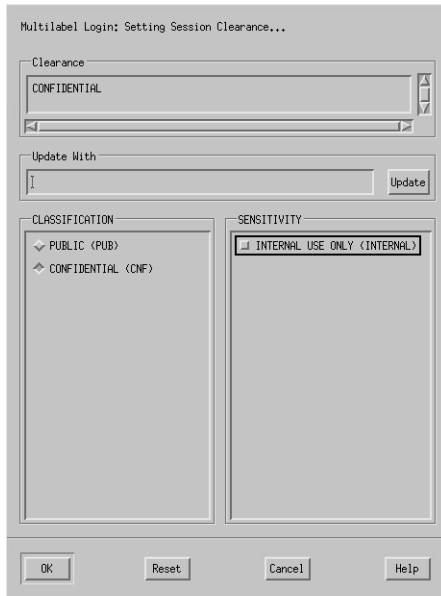 Multilabel Login: Setting Session Clearance...
Clearance
CONFIDENTIAL
Update With
Update
CLASSIFICATION
PUBLIC (PUB)
CONFIDENTIAL (CNF)
SENSITIVITY
INTERNAL USE ONLY (INTERNAL)
OK
Reset
Cancel
Help